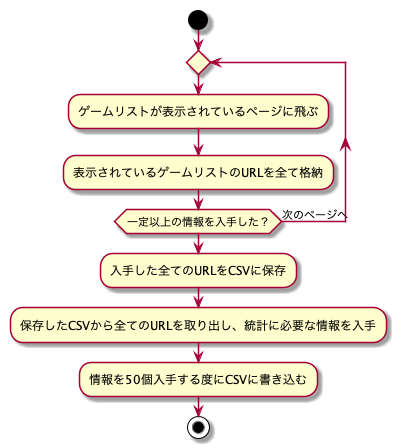 ゲームリストが表示されているページに飛ぶ
表示されているゲームリストのURLを全て格納
一定以上の情報を入手した？
次のページへ
入手した全てのURLをCSVに保存
保存したCSVから全てのURLを取り出し、統計に必要な情報を入手
情報を50個入手する度にCSVに書き込む